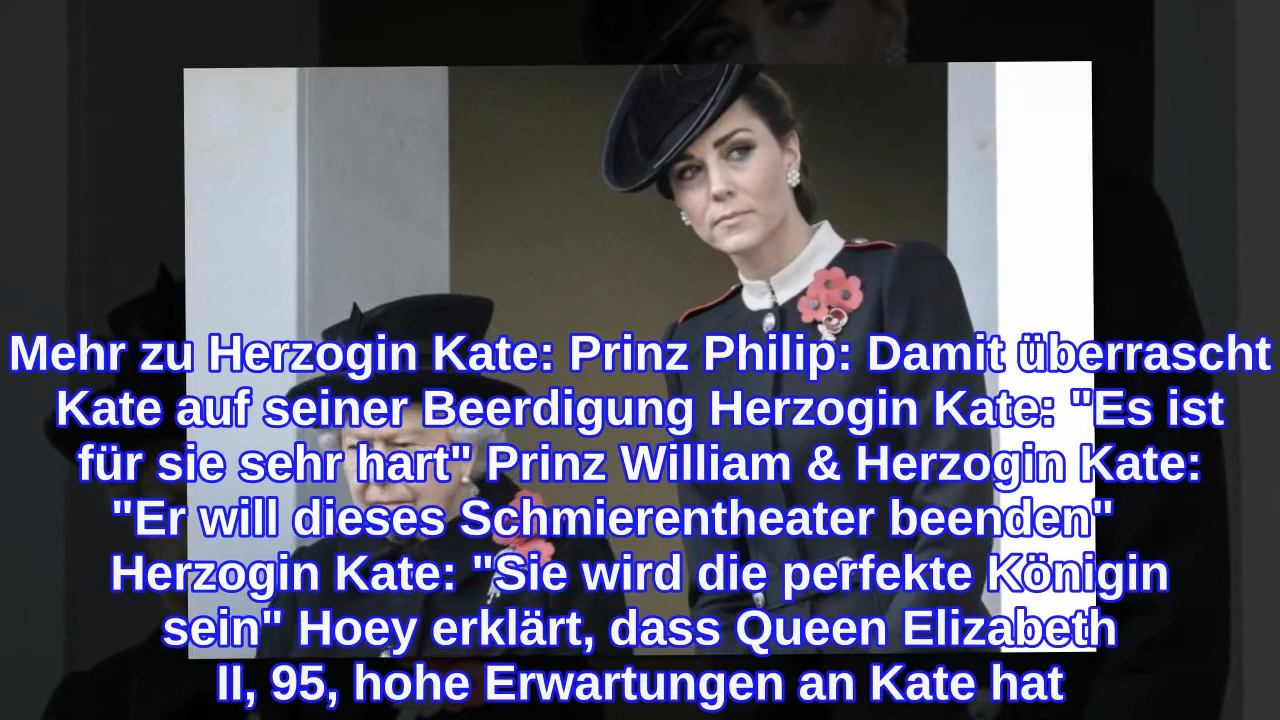 Mehr zu Herzogin Kate: Prinz Philip: Damit überrascht
Kate auf seiner Beerdigung Herzogin Kate: "Es ist
für sie sehr hart" Prinz William & Herzogin Kate:
"Er will dieses Schmierentheater beenden"
Herzogin Kate: "Sie wird die perfekte Königin
sein" Hoey erklärt, dass Queen Elizabeth
II, 95, hohe Erwartungen an Kate hat